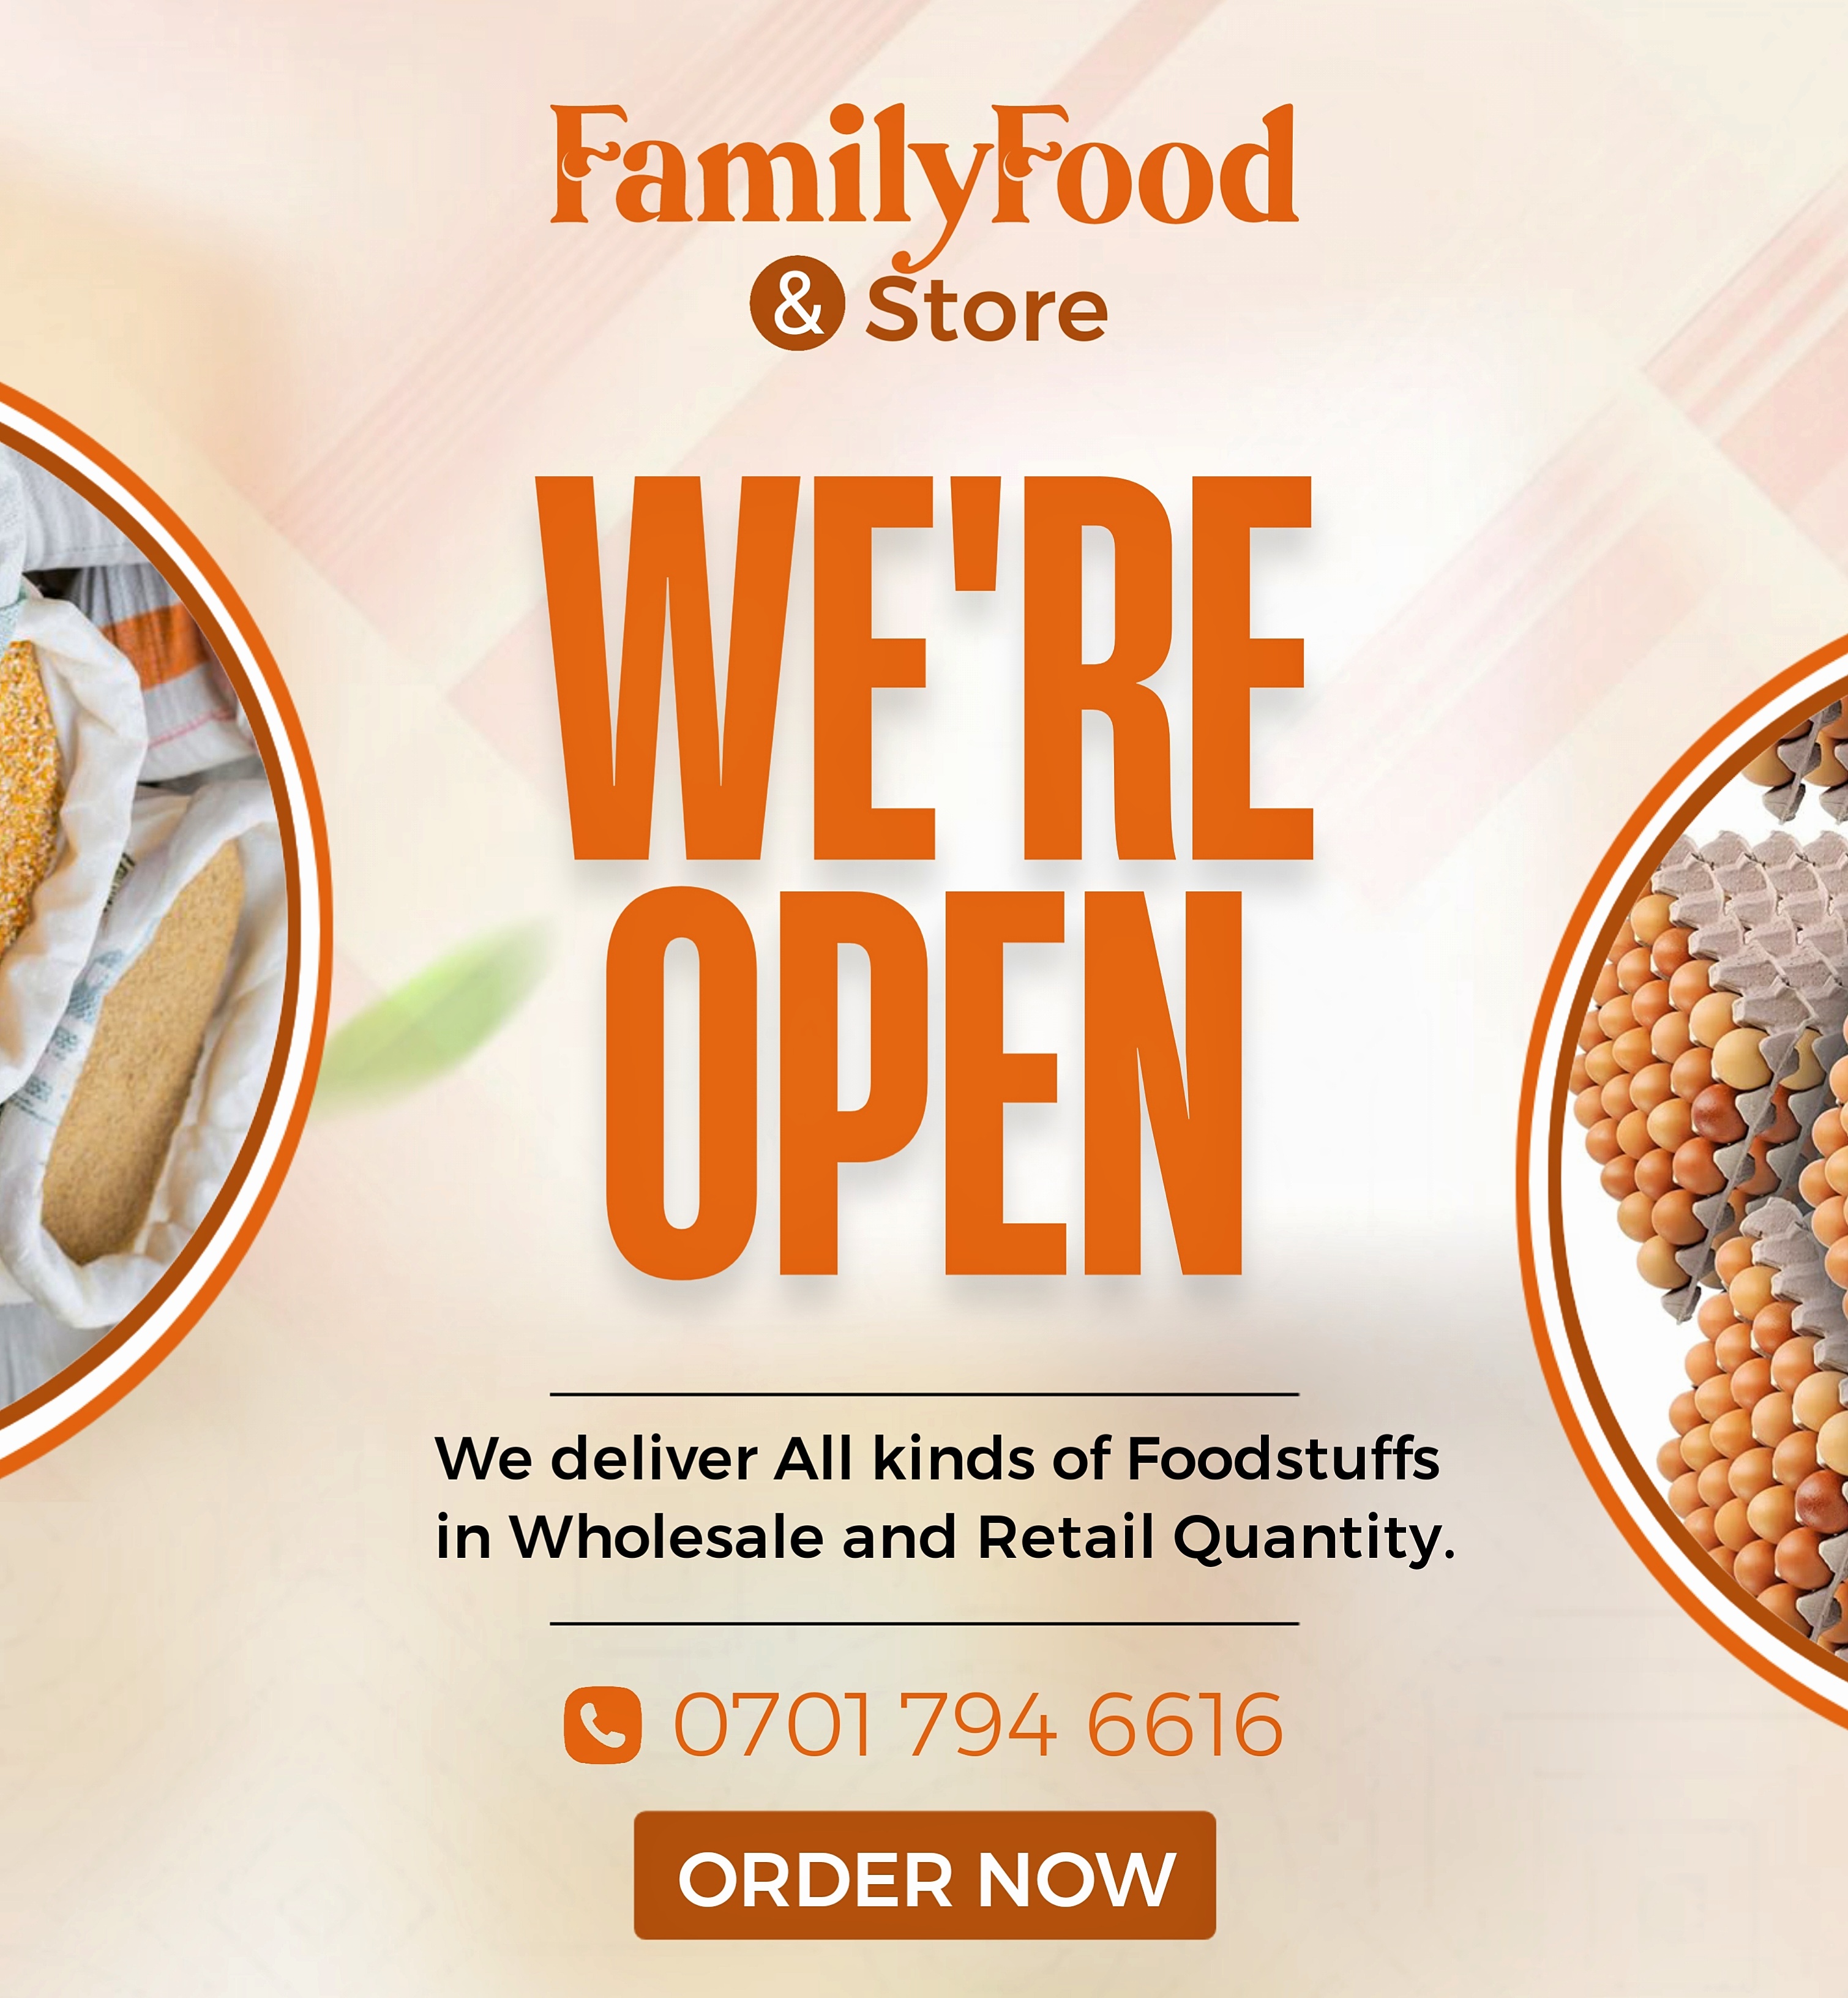 FamilyFood
& Store
WE'RE
OPEN
We deliver All kinds of Foodstuffs
in Wholesale and Retail Quantity.
0701 794 6616
ORDER NOW